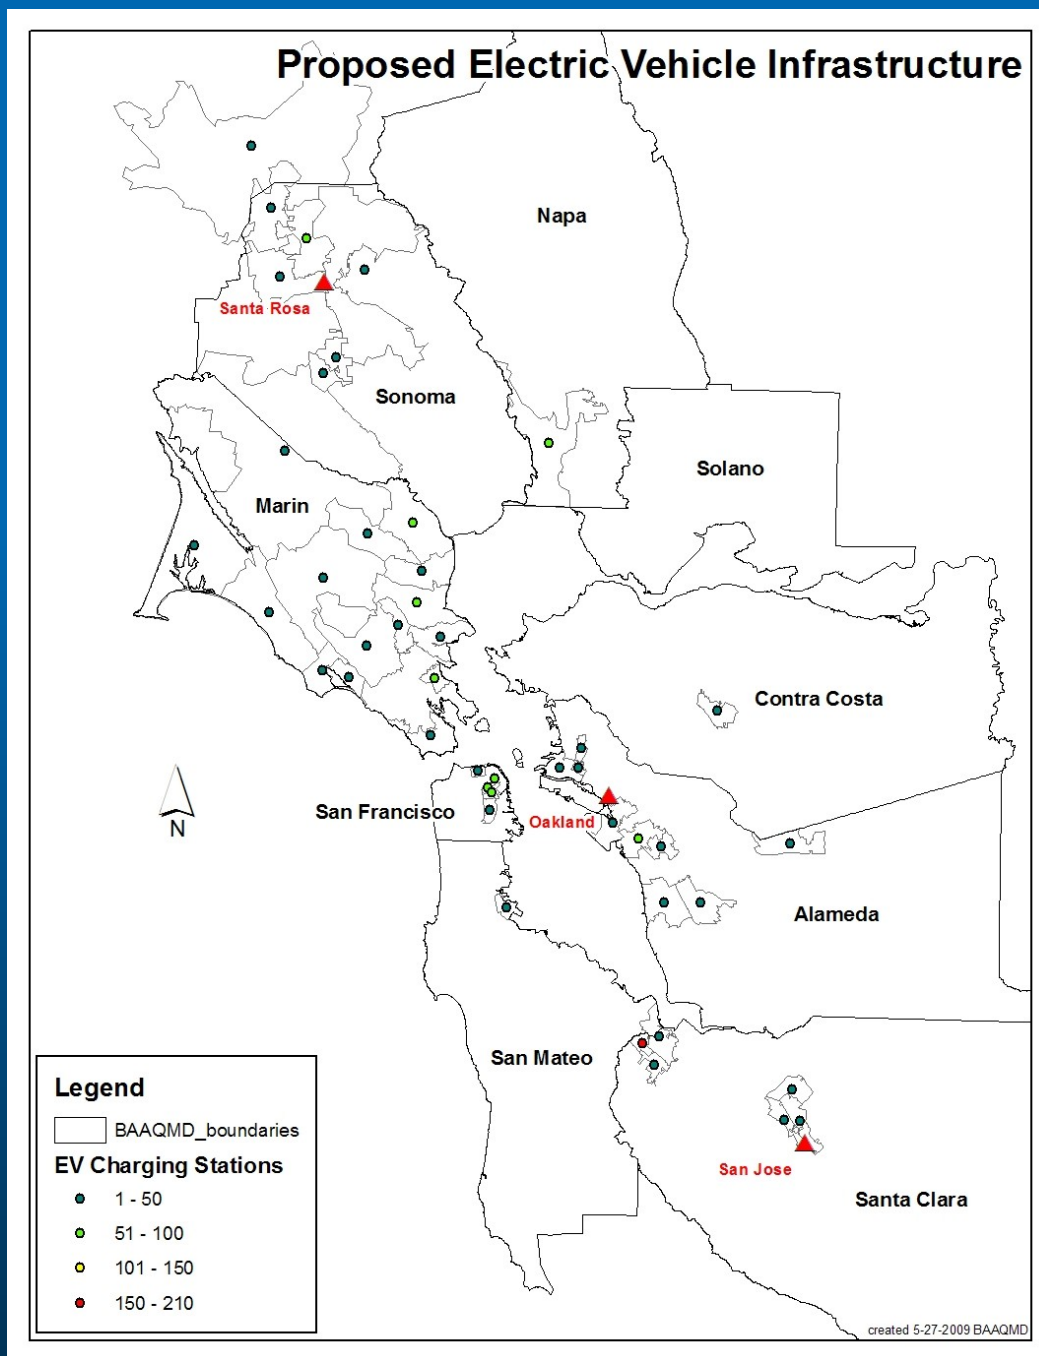 Proposed Electric Vehicle Infrastructure
Napa
Santa Rosa
Sonoma
Solano
Marin
Contra Costa
San Francisco
Oakland
N
Alameda
San Mateo
San Jose
Santa Clara
Legend
BAAQMD_boundaries
EV Charging Stations
1 - 50
51 - 100
101 - 150
150 - 210
created 5-27-2009 BAAQMD